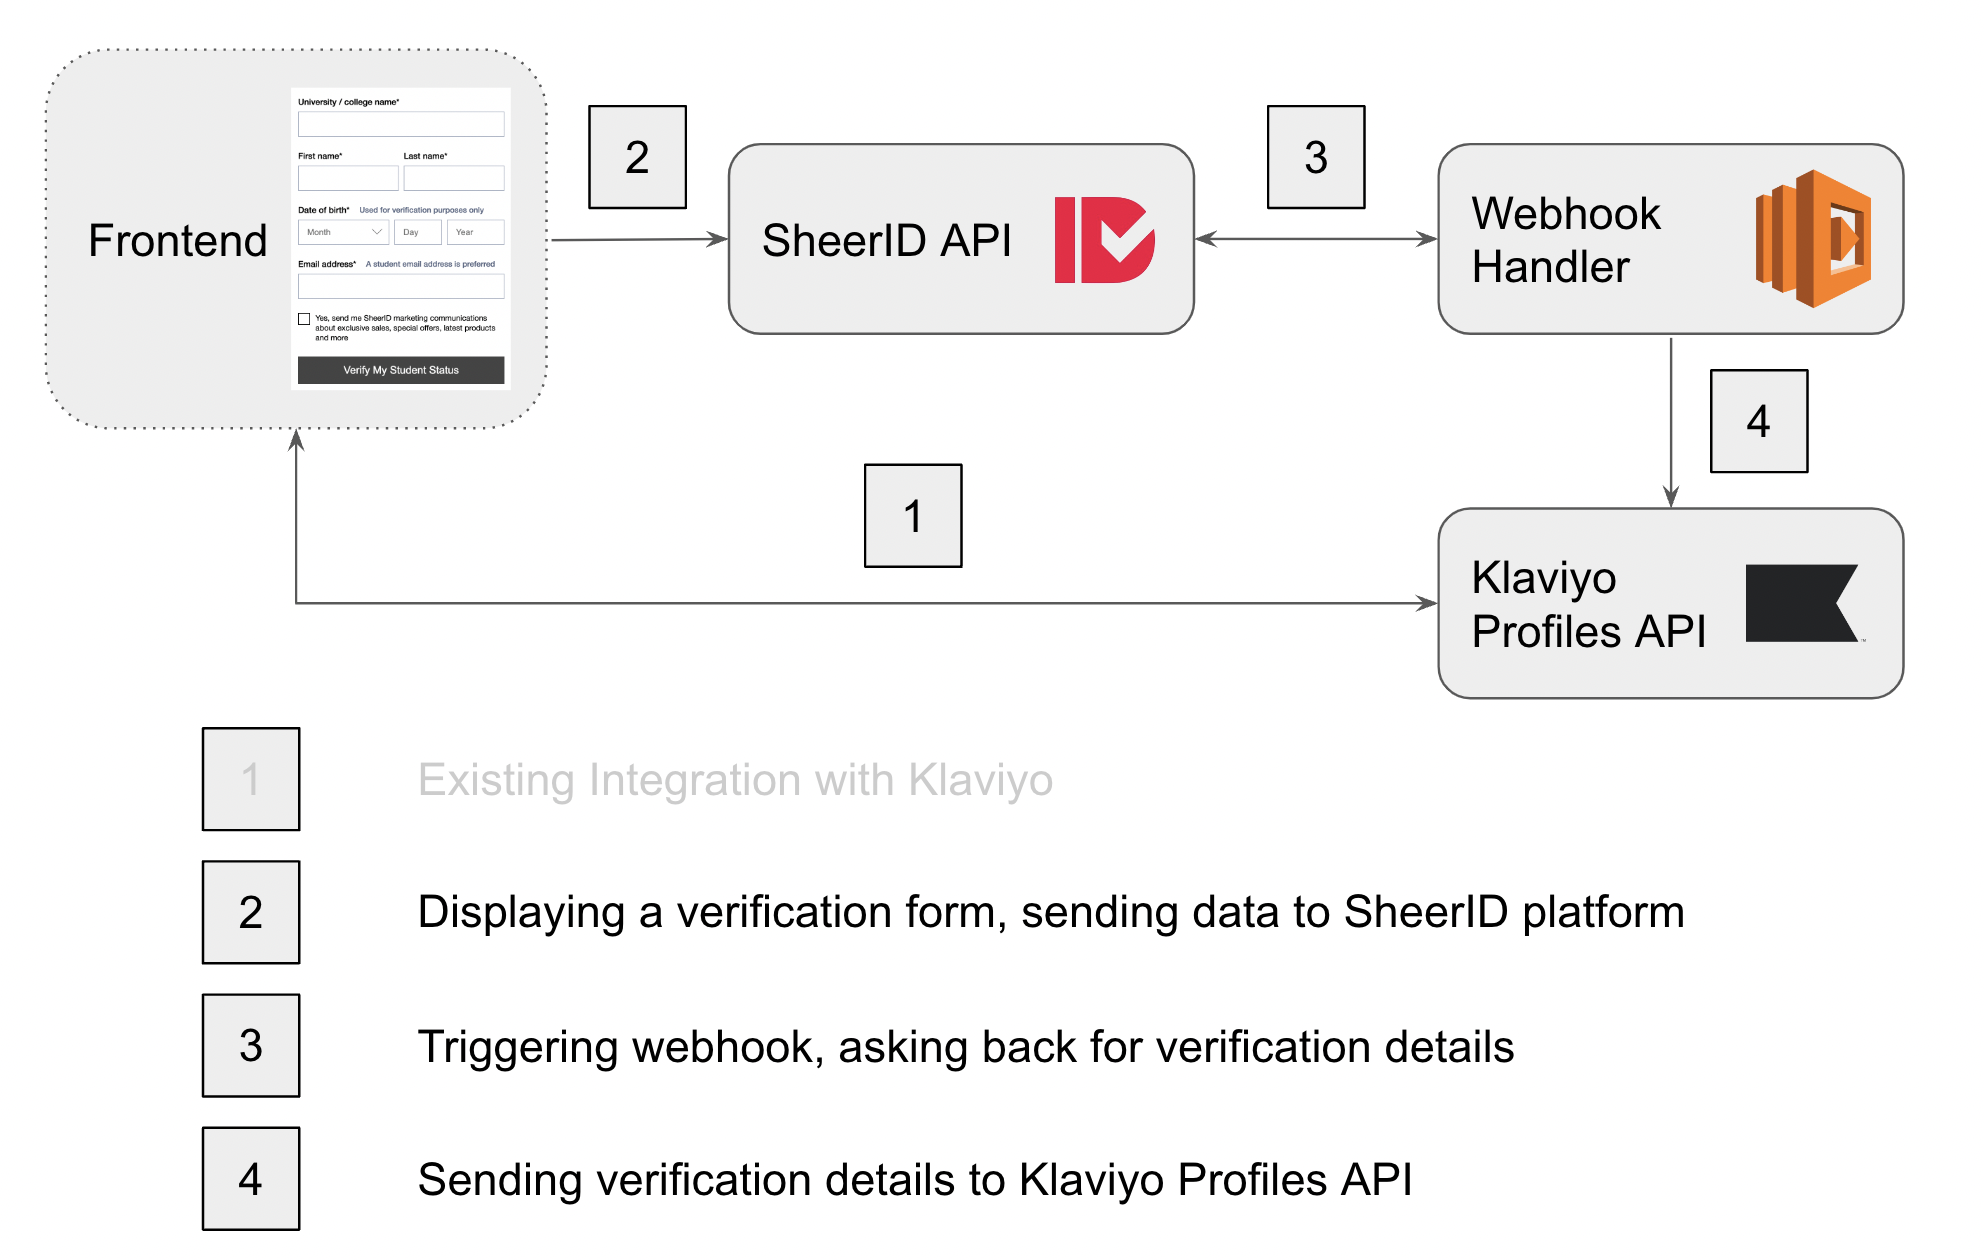 Frontend
University / college name*
First name*
Last name*
Date of birth* Used for verification purposes only
Month
Day
Year
Email address* A student email address is preferred
Yes, send me SheerID marketing communications
about exclusive sales, special offers, latest products
and more
Verify My Student Status
2
SheerID API
3
Webhook
Handler
4
1
Klaviyo
Profiles API
™
1 Existing Integration with Klaviyo
2 Displaying a verification form, sending data to SheerID platform
3 Triggering webhook, asking back for verification details
4 Sending verification details to Klaviyo Profiles API